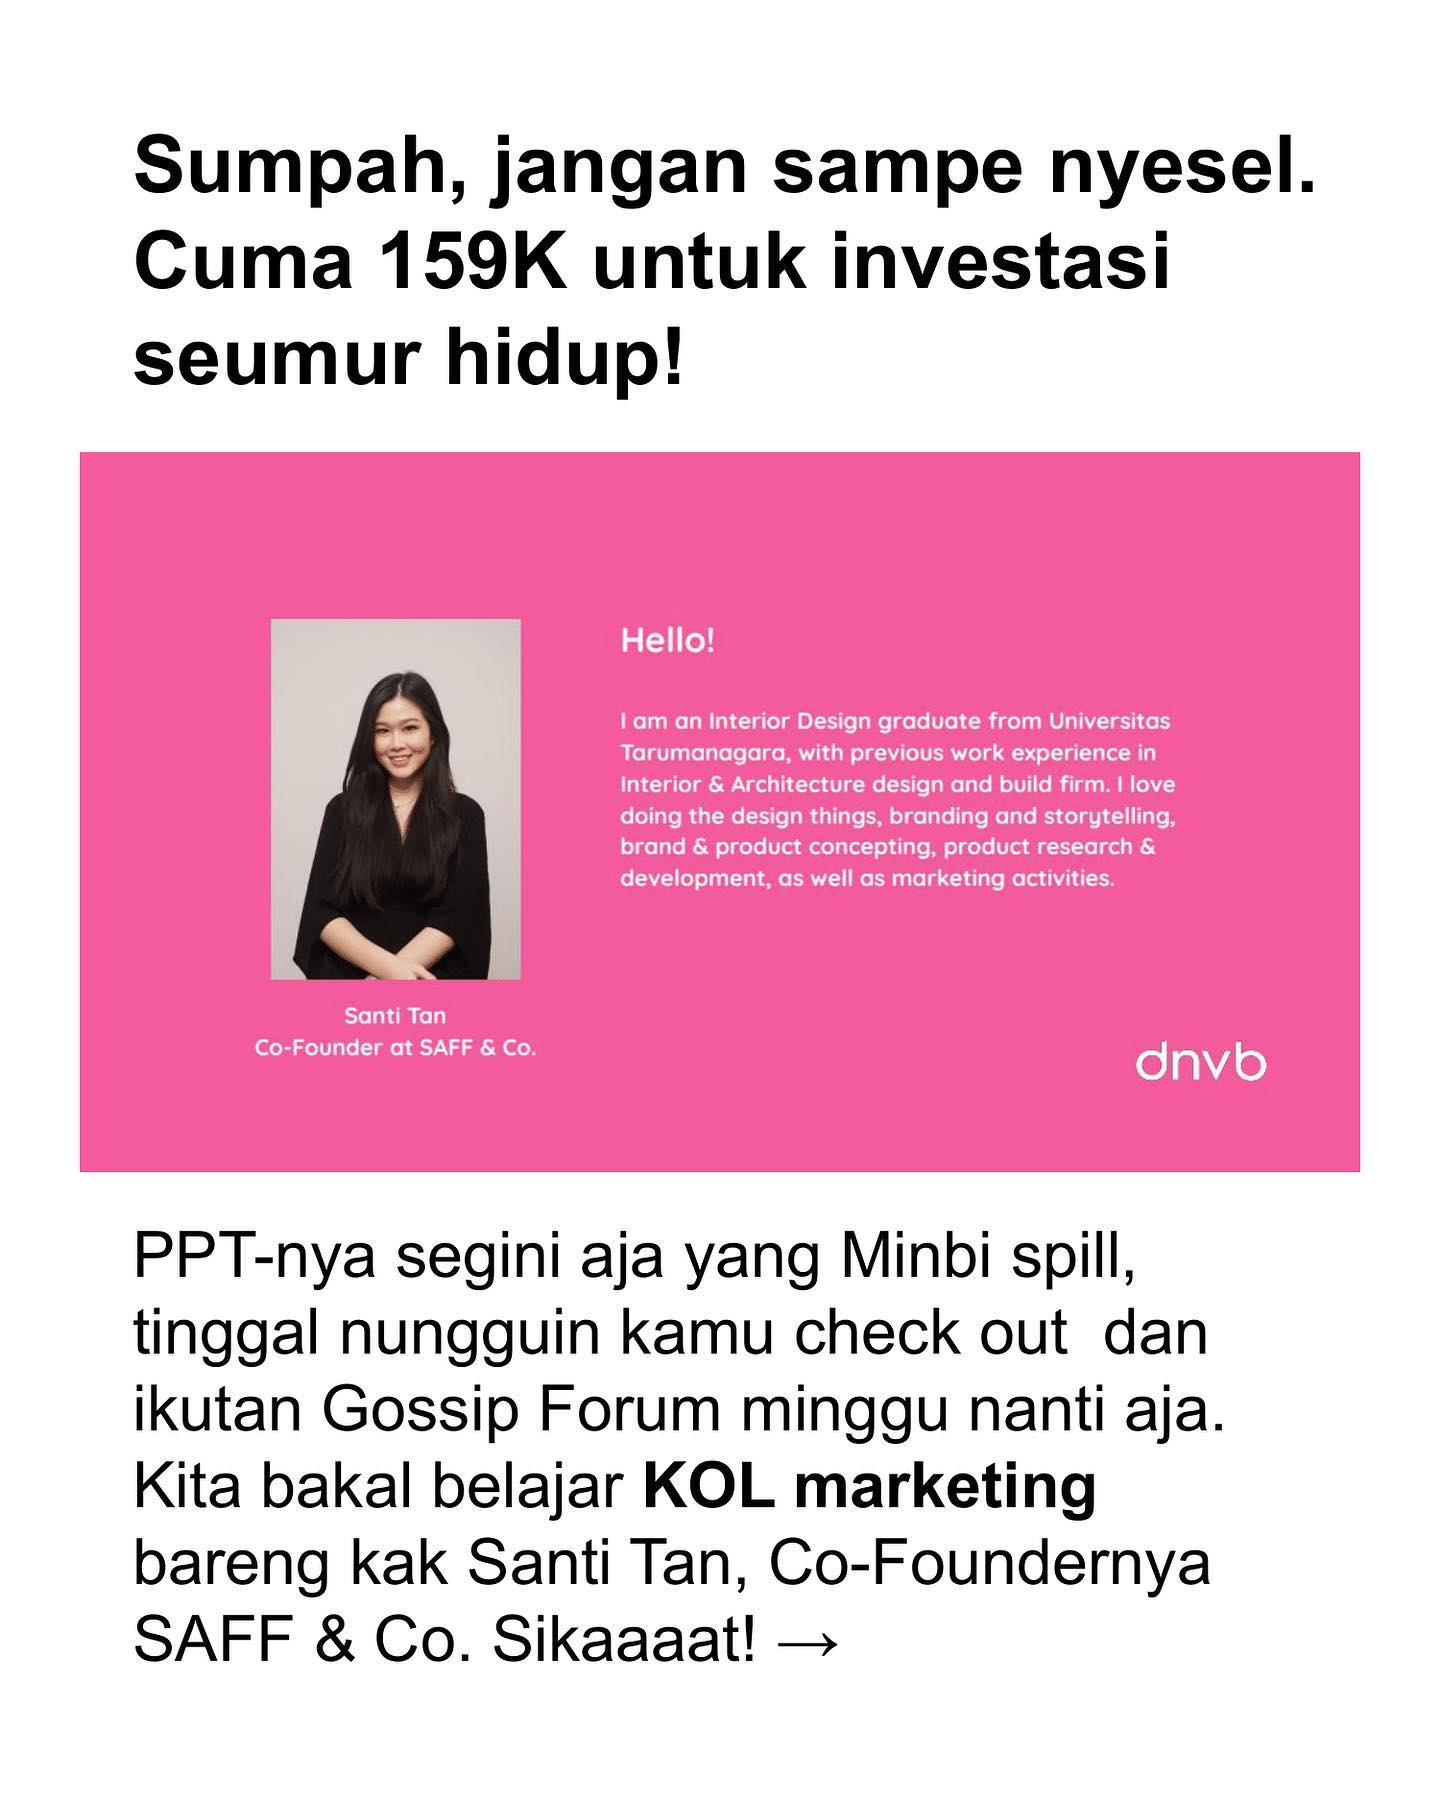 Sumpah, jangan sampe nyesel.
Cuma 159K untuk investasi
seumur hidup!
Hello!
I am an Interior Design graduate from Universitas
Tarumanagara, with previous work experience in
Interior & Architecture design and build firm. I love
doing the design things, branding and storytelling,
brand & product concepting, product research &
development, as well as marketing activities.
Santi Tan
Co-Founder at SAFF & Co.
dnvb
PPT-nya segini aja yang Minbi spill,
tinggal nungguin kamu check out  dan
ikutan Gossip Forum minggu nanti aja.
Kita bakal belajar KOL marketing
bareng kak Santi Tan, Co-Foundernya
SAFF & Co. Sikaaaat! →